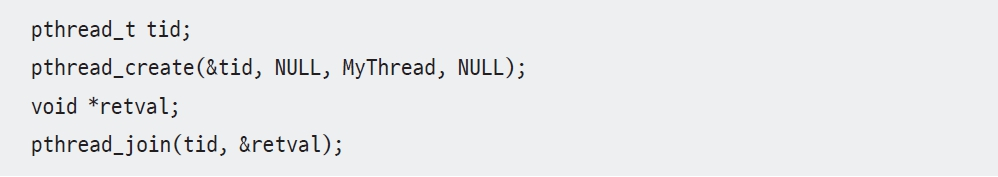 pthread_t tid;
pthread_create(&tid, NULL, MyThread, NULL);
void *retval;
pthread_join(tid, &retval);